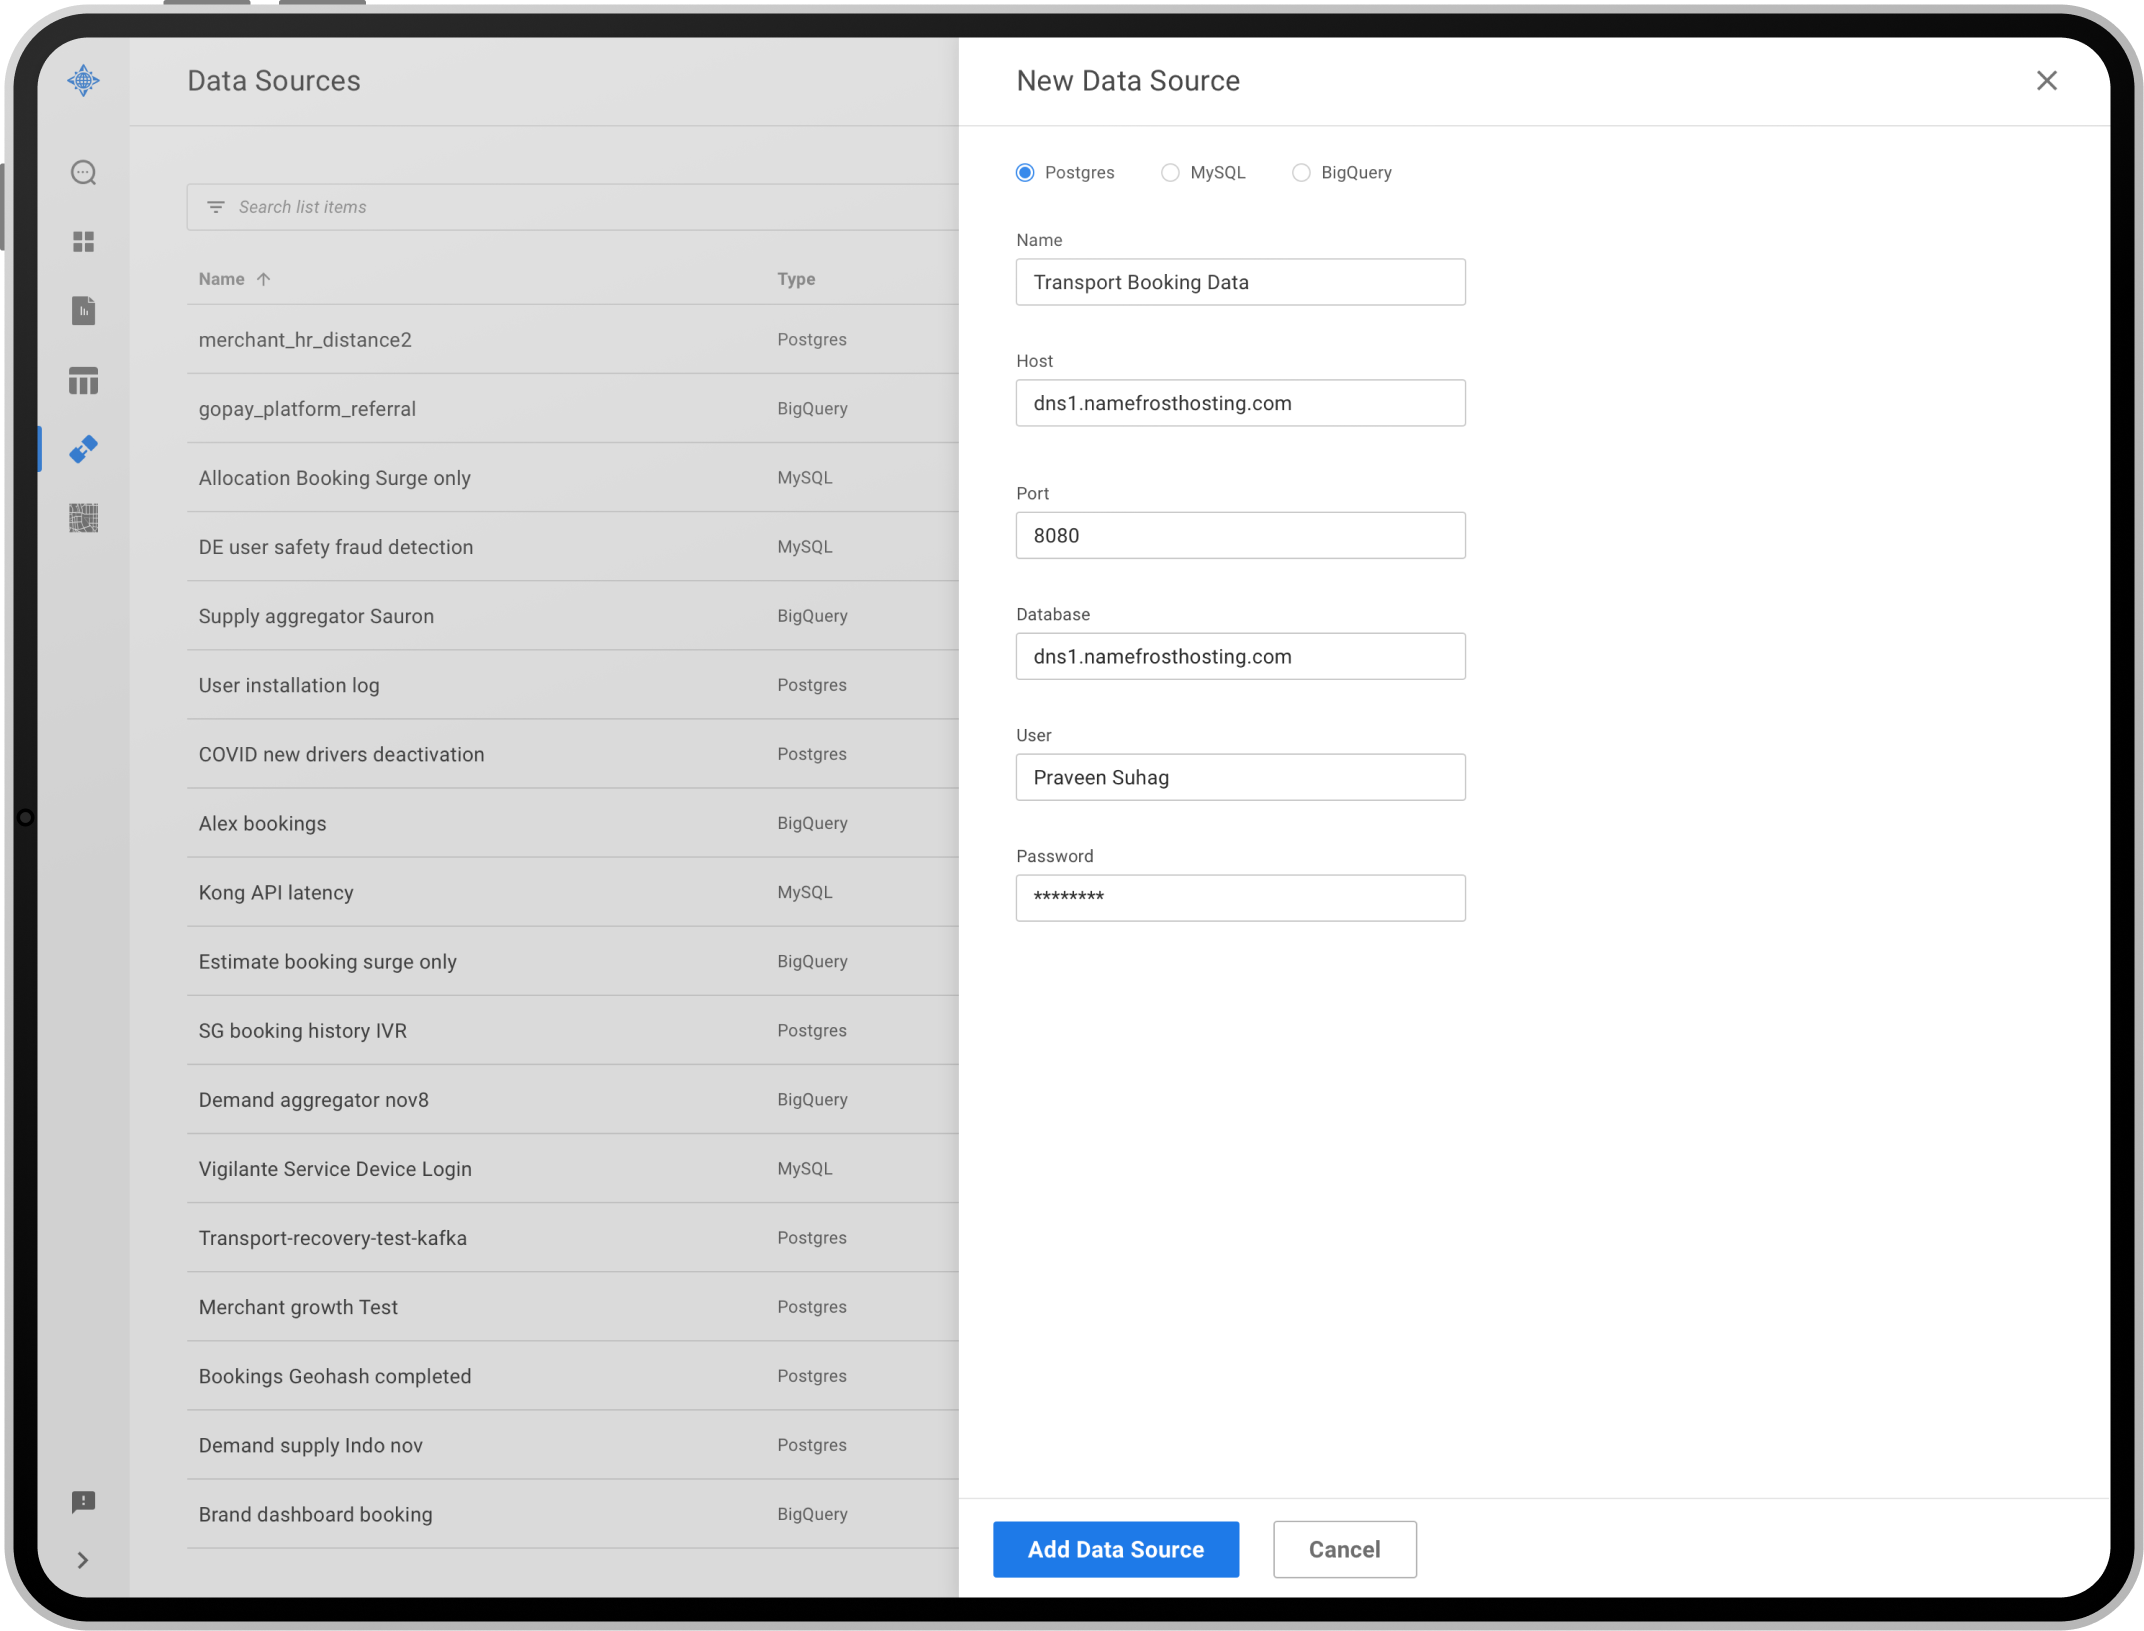 Data Sources
Search list items
Name Type
merchant_hr_distance2 Postgres
gopay_platform_referral BigQuery
Allocation Booking Surge only MySQL
DE user safety fraud detection MySQL
Supply aggregator Sauron BigQuery
User installation log Postgres
COVID new drivers deactivation Postgres
Alex bookings BigQuery
Kong API latency MySQL
Estimate booking surge only BigQuery
SG booking history IVR Postgres
Demand aggregator nov8 BigQuery
Vigilante Service Device Login MySQL
Transport-recovery-test-kafka Postgres
Merchant growth Test Postgres
Bookings Geohash completed Postgres
Demand supply Indo nov Postgres
Brand dashboard booking BigQuery
New Data Source
Postgres MySQL BigQuery
Name
Transport Booking Data
Host
dns1.namefrosthosting.com
Port
8080
Database
dns1.namefrosthosting.com
User
Praveen Suhag
Password
********
Add Data Source Cancel